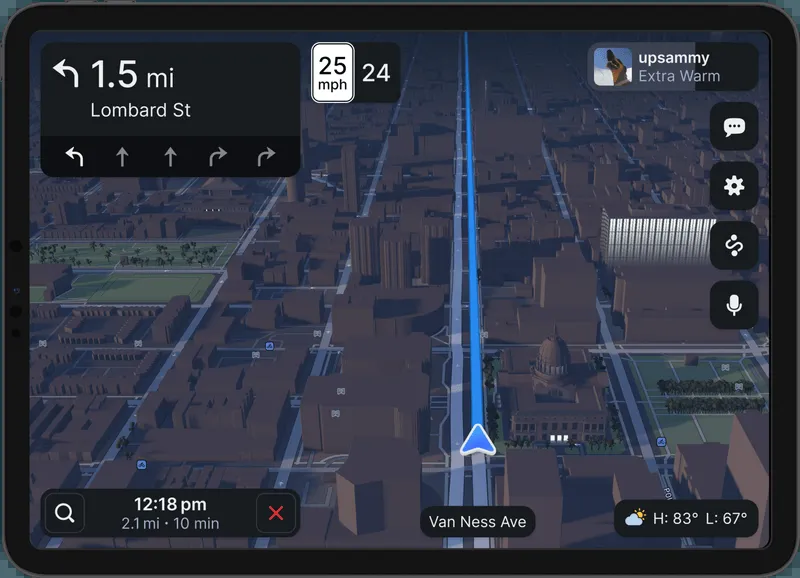 1.5 mi
Lombard St
25
mph
24
upsammy
Extra Warm
12:18 pm
2.1 mi · 10 min
Van Ness Ave
H: 83° L: 67°